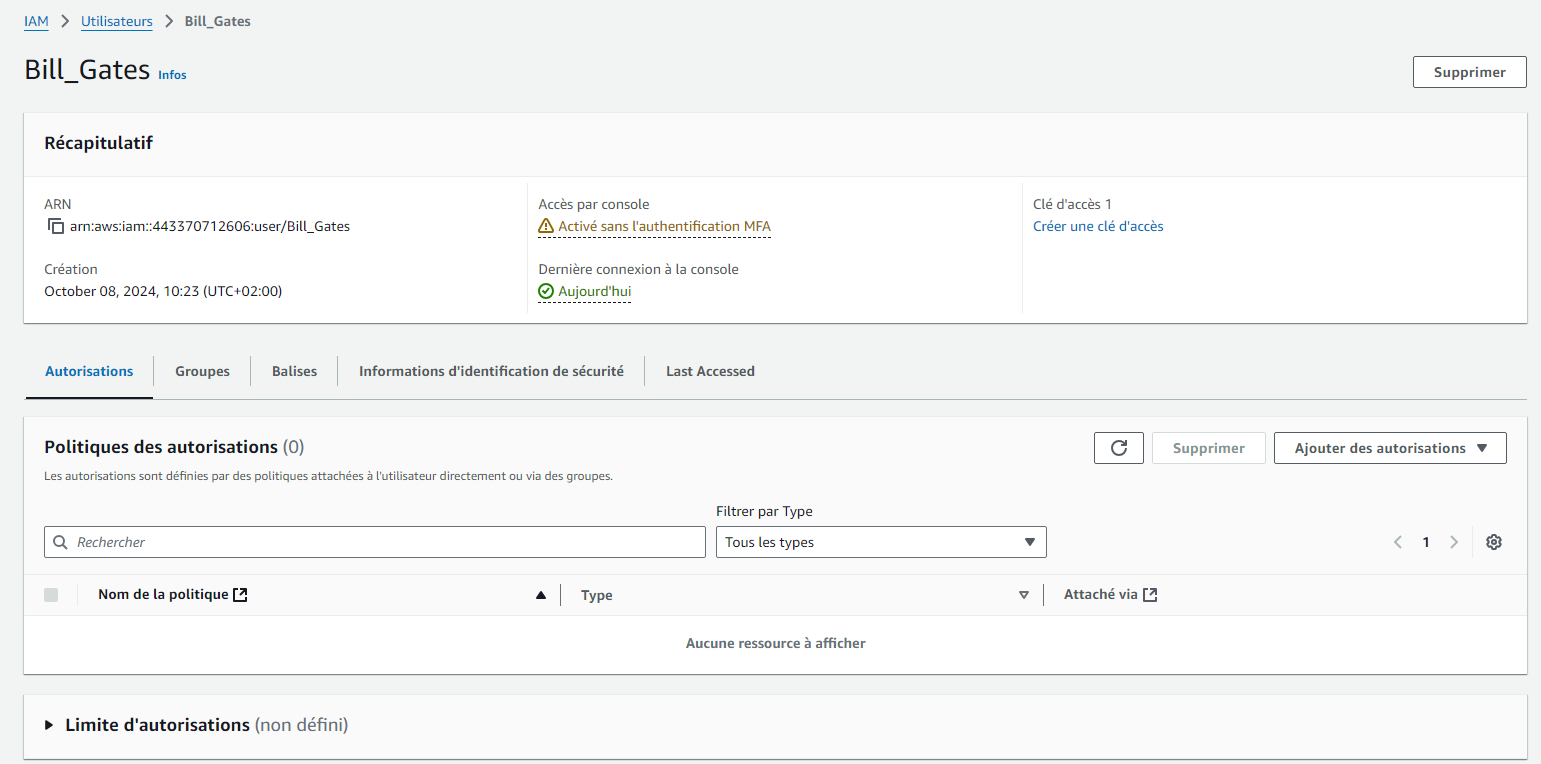 IAM > Utilisateurs > Bill_Gates
Bill_Gates Infos
Supprimer
Récapitulatif
ARN
arn:aws:iam::443370712606:user/Bill_Gates
Création
October 08, 2024, 10:23 (UTC+02:00)
Accès par console
Activé sans l'authentification MFA
Dernière connexion à la console
Aujourd'hui
Clé d'accès 1
Créer une clé d'accès
Autorisations Groupes Balises Informations d'identification de sécurité Last Accessed
Politiques des autorisations (0)
Supprimer Ajouter des autorisations
Les autorisations sont définies par des politiques attachées à l'utilisateur directement ou via des groupes.
Filtrer par Type
Rechercher Tous les types 1
Nom de la politique Type Attaché via
Aucune ressource à afficher
Limite d'autorisations (non défini)